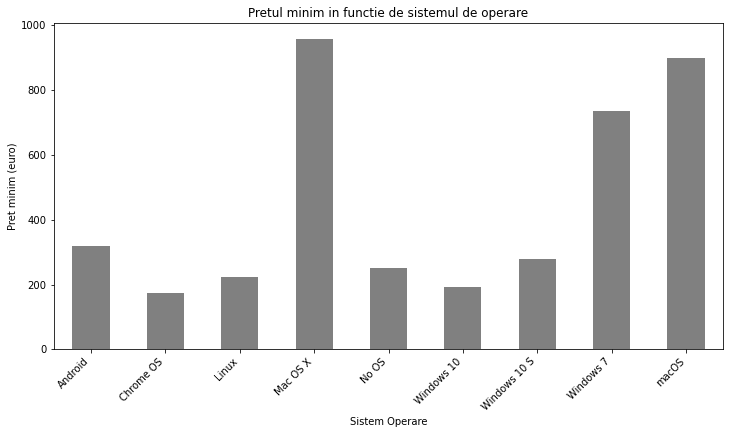 Pretul minim in functie de sistemul de operare
1000
800
600
400
200
0
Pret minim (euro)
Android
Chrome OS
Linux
Mac OS X
No OS
Windows 10
Windows 10 S
Windows 7
macOS
Sistem Operare